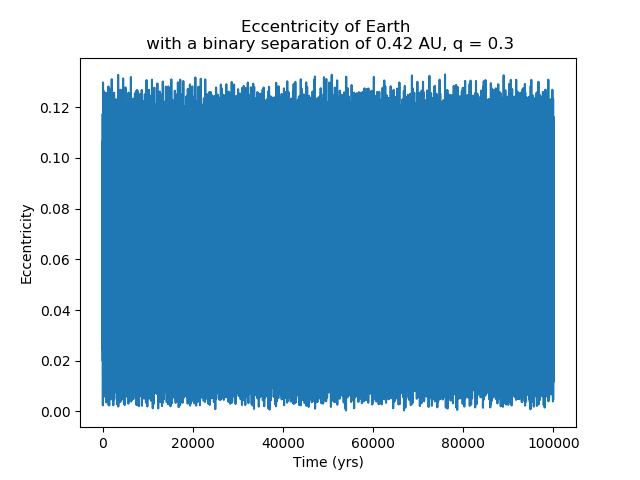 Eccentricity of Earth
with a binary separation of 0.42 AU, q = 0.3
0.12
0.10
0.08
0.06
0.04
0.02
0.00
Eccentricity
0 20000 40000 60000 80000 100000
Time (yrs)